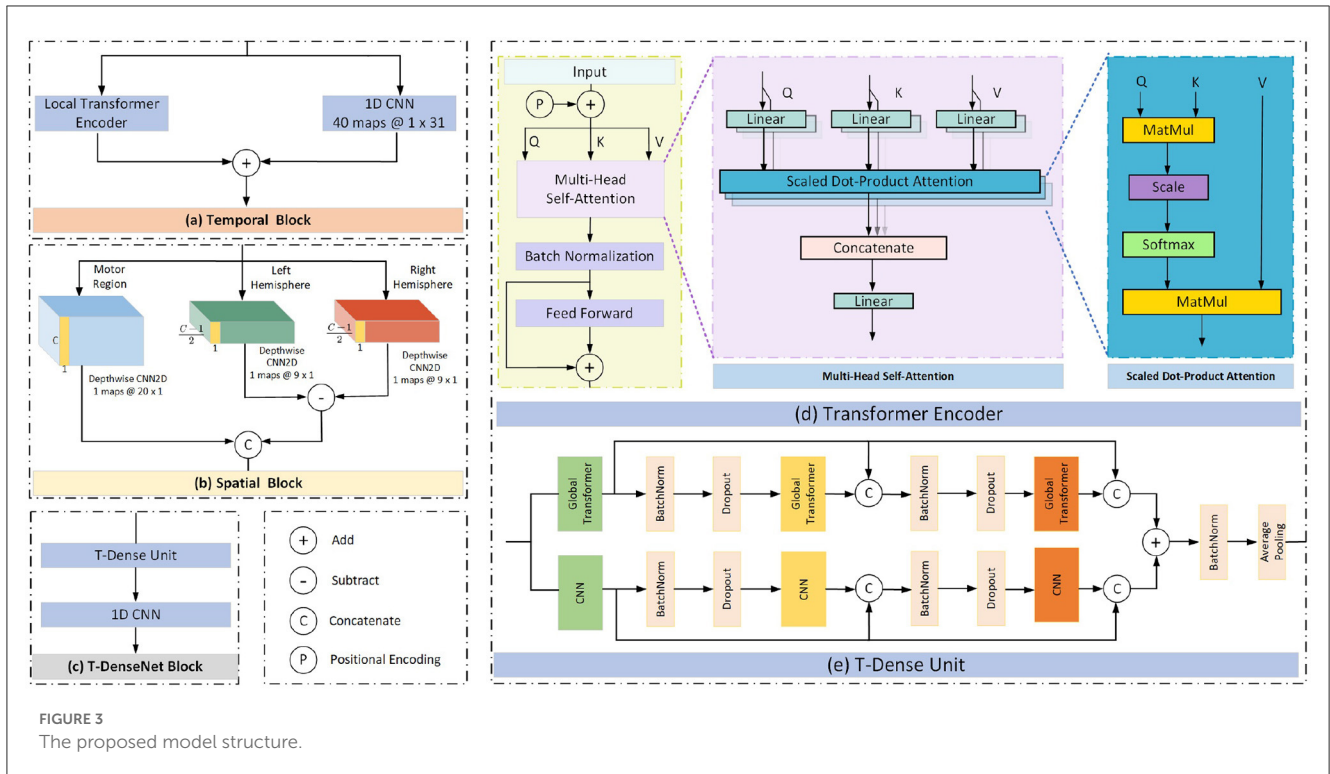 Local Transformer
Encoder
1D CNN
40 maps @ 1 x 31
+
(a) Temporal Block
Motor
Region
Left
Hemisphere
Right
Hemisphere
C
1
C-1
2
1
C-1
2
1
Depthwise CNN2D
1 maps @ 20 x 1
Depthwise
CNN2D
1 maps @ 9 x 1
Depthwise
CNN2D
1 maps @ 9 x 1
-
C
(b) Spatial Block
T-Dense Unit
1D CNN
(c) T-DenseNet Block
+ Add
- Subtract
C Concatenate
P Positional Encoding
Input
P
+
Q K V
Multi-Head
Self-Attention
Batch Normalization
Feed Forward
+
Q K V
Linear Linear Linear
Scaled Dot-Product Attention
Concatenate
Linear
Multi-Head Self-Attention
Q K V
MatMul
Scale
Softmax
MatMul
Scaled Dot-Product Attention
(d) Transformer Encoder
Global
Transformer
BatchNorm
Dropout
Global
Transformer
C
BatchNorm
Dropout
Global
Transformer
C
CNN
BatchNorm
Dropout
CNN
C
BatchNorm
Dropout
CNN
C
+
BatchNorm
Average
Pooling
(e) T-Dense Unit
FIGURE 3
The proposed model structure.